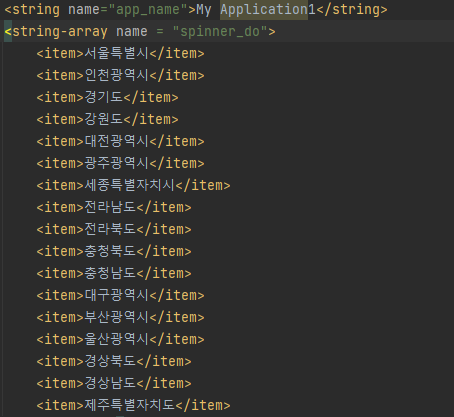 <string name="app_name">My Application1</string>
<string-array name = "spinner_do">
<item>서울특별시</item>
<item>인천광역시</item>
<item>경기도</item>
<item>강원도</item>
<item>대전광역시</item>
<item>광주광역시</item>
<item>세종특별자치시</item>
<item>전라남도</item>
<item>전라북도</item>
<item>충청북도</item>
<item>충청남도</item>
<item>대구광역시</item>
<item>부산광역시</item>
<item>울산광역시</item>
<item>경상북도</item>
<item>경상남도</item>
<item>제주특별자치도</item>